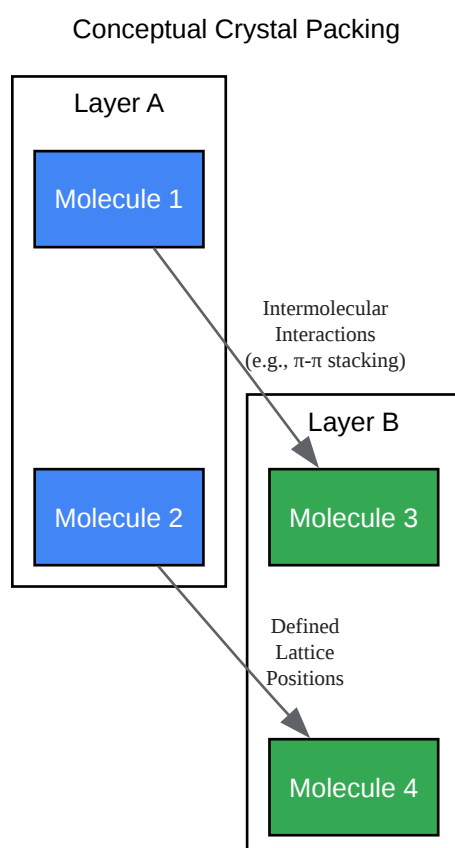 Conceptual Crystal Packing
Layer A
Molecule 1
Intermolecular
Interactions
(e.g., π-π stacking)
Layer B
Molecule 2
Molecule 3
Defined
Lattice
Positions
Molecule 4